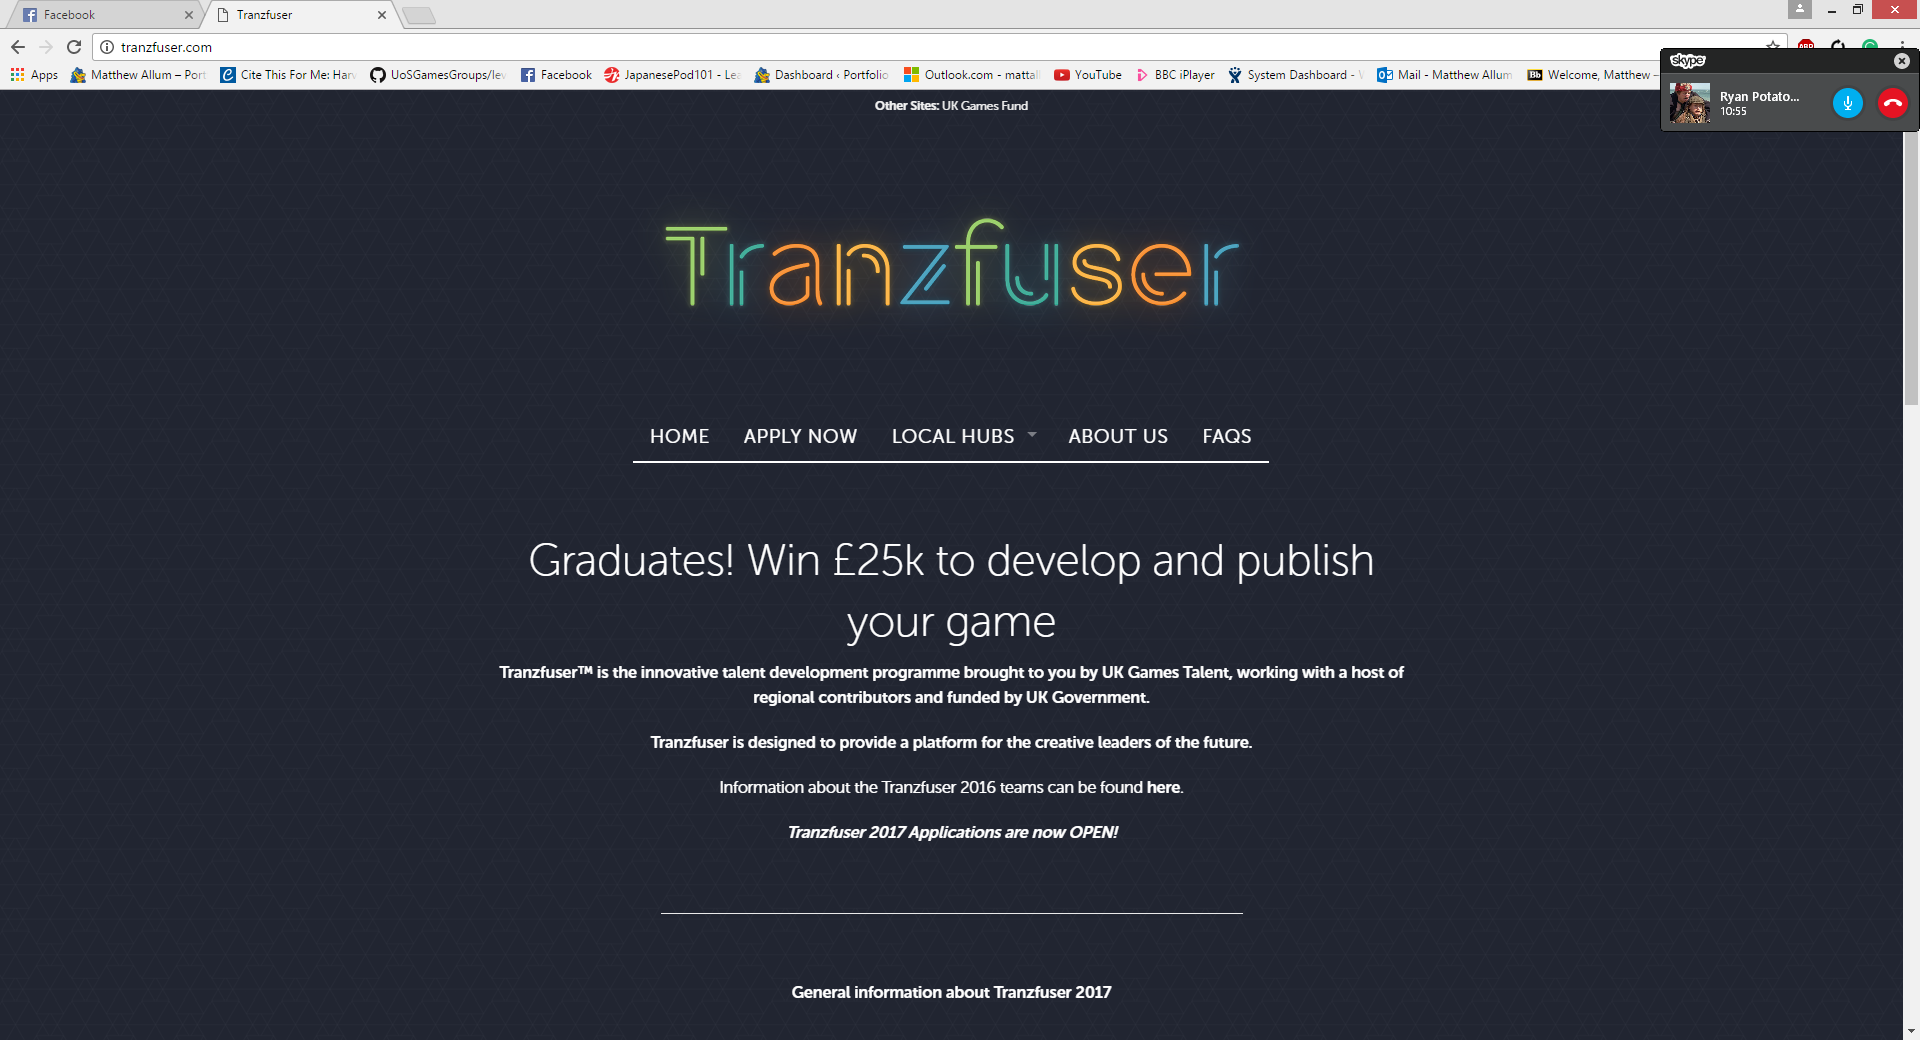 Facebook
Tranzfuser
tranzfuser.com
Apps
Matthew Allum – Port
Cite This For Me: Har
UoSGamesGroups/lev
Facebook
JapanesePod101 - Lea
Dashboard ‹ Portfolio
Outlook.com - mattal
YouTube
BBC iPlayer
System Dashboard -
Mail - Matthew Allum
Bb Welcome, Matthew –
skype
Ryan Potato...
10:55
Other Sites: UK Games Fund
Tranzfuser
HOME APPLY NOW LOCAL HUBS ABOUT US FAQS
Graduates! Win £25k to develop and publish
your game
Tranzfuser™ is the innovative talent development programme brought to you by UK Games Talent, working with a host of
regional contributors and funded by UK Government.
Tranzfuser is designed to provide a platform for the creative leaders of the future.
Information about the Tranzfuser 2016 teams can be found here.
Tranzfuser 2017 Applications are now OPEN!
General information about Tranzfuser 2017